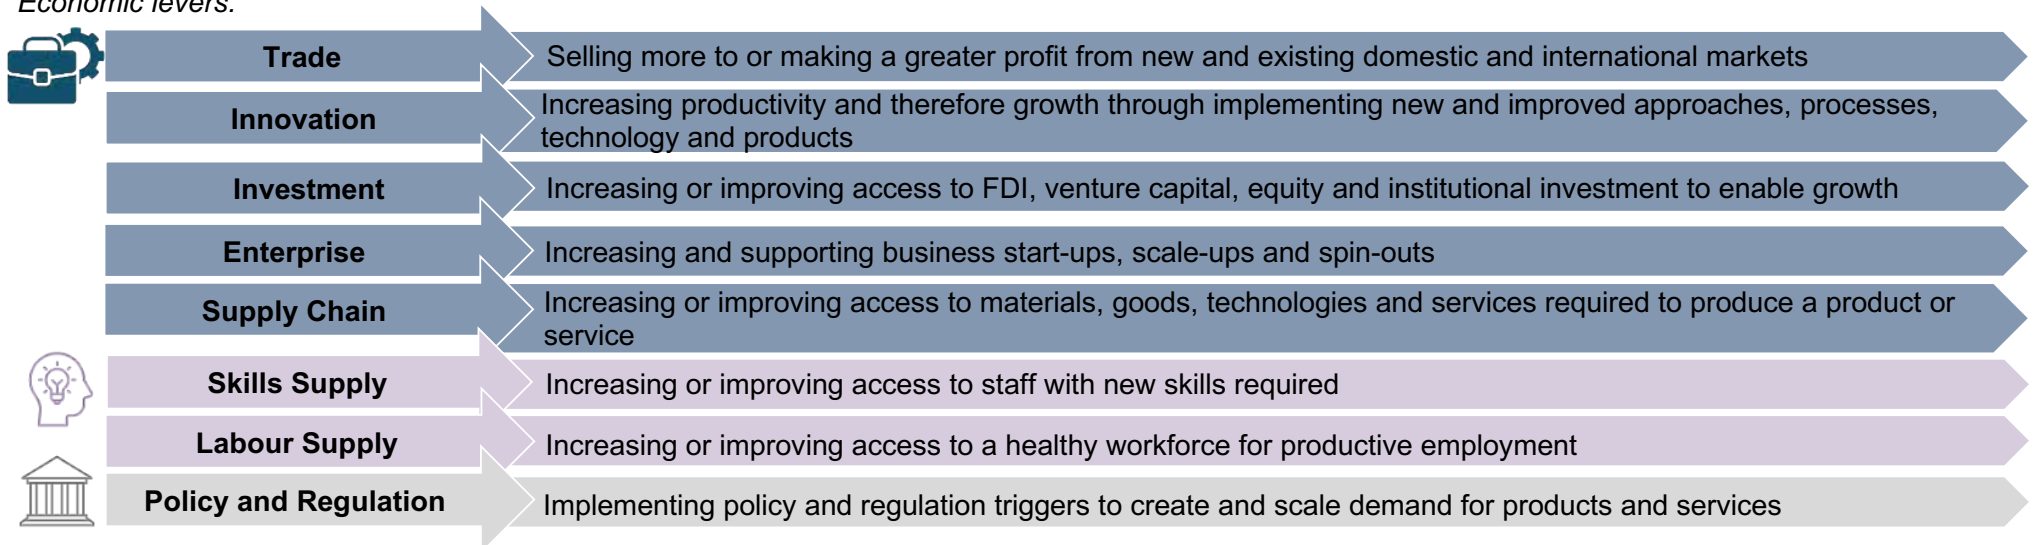 Economic levers:
Trade
Selling more to or making a greater profit from new and existing domestic and international markets
Innovation
Increasing productivity and therefore growth through implementing new and improved approaches, processes,
technology and products
Investment
Increasing or improving access to FDI, venture capital, equity and institutional investment to enable growth
Enterprise
Increasing and supporting business start-ups, scale-ups and spin-outs
Supply Chain
Increasing or improving access to materials, goods, technologies and services required to produce a product or
service
Skills Supply
Increasing or improving access to staff with new skills required
Labour Supply
Increasing or improving access to a healthy workforce for productive employment
Policy and Regulation
Implementing policy and regulation triggers to create and scale demand for products and services